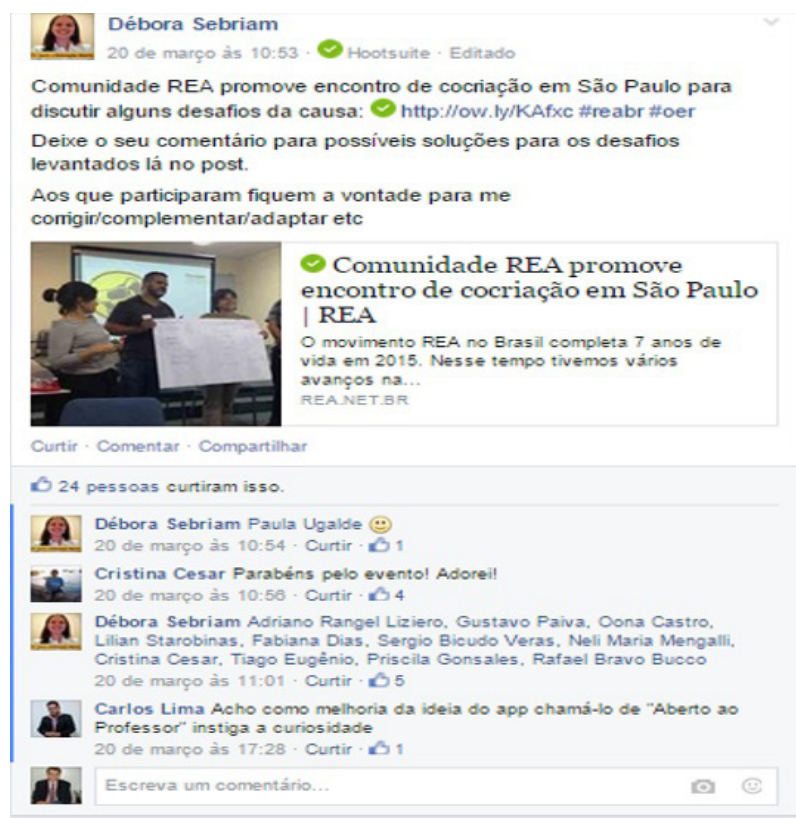 Débora Sebriam
20 de março às 10:53 · Hootsuite · Editado
Comunidade REA promove encontro de cocriação em São Paulo para
discutir alguns desafios da causa: http://ow.ly/KAfxc #reabr #oer
Deixe o seu comentário para possíveis soluções para os desafios
levantados lá no post.
Aos que participaram fiquem a vontade para me
corrigir/complementar/adaptar etc
Comunidade REA promove
encontro de cocriação em São Paulo
| REA
O movimento REA no Brasil completa 7 anos de
vida em 2015. Nesse tempo tivemos vários
avanços na...
REA.NET.BR
Curtir · Comentar · Compartilhar
24 pessoas curtiram isso.
Débora Sebriam Paula Ugalde
20 de março às 10:54 · Curtir · 1
Cristina Cesar Parabéns pelo evento! Adorei!
20 de março às 10:56 · Curtir · 4
Débora Sebriam Adriano Rangel Liziero, Gustavo Paiva, Oona Castro,
Lilian Starobinas, Fabiana Dias, Sergio Bicudo Veras, Neli Maria Mengalli,
Cristina Cesar, Tiago Eugênio, Priscila Gonsales, Rafael Bravo Bucco
20 de março às 11:01 · Curtir · 5
Carlos Lima Acho como melhoria da ideia do app chamá-lo de "Aberto ao
Professor" instiga a curiosidade
20 de março às 17:28 · Curtir · 1
Escreva um comentário...